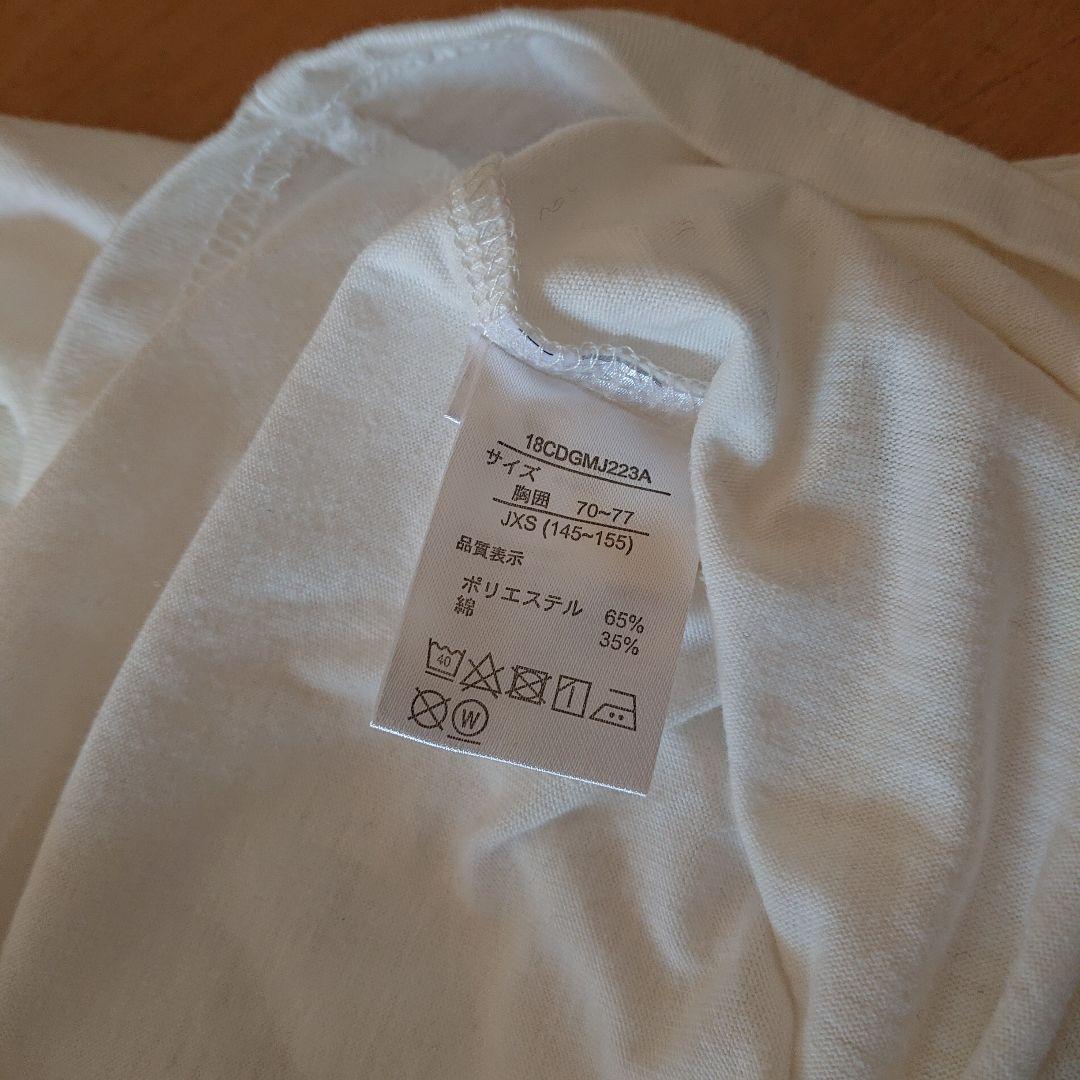 18CDGMJ223A
サイズ
胸囲 70~77
JXS (145~155)
品質表示
ポリエステル 65%
綿 35%
40
W